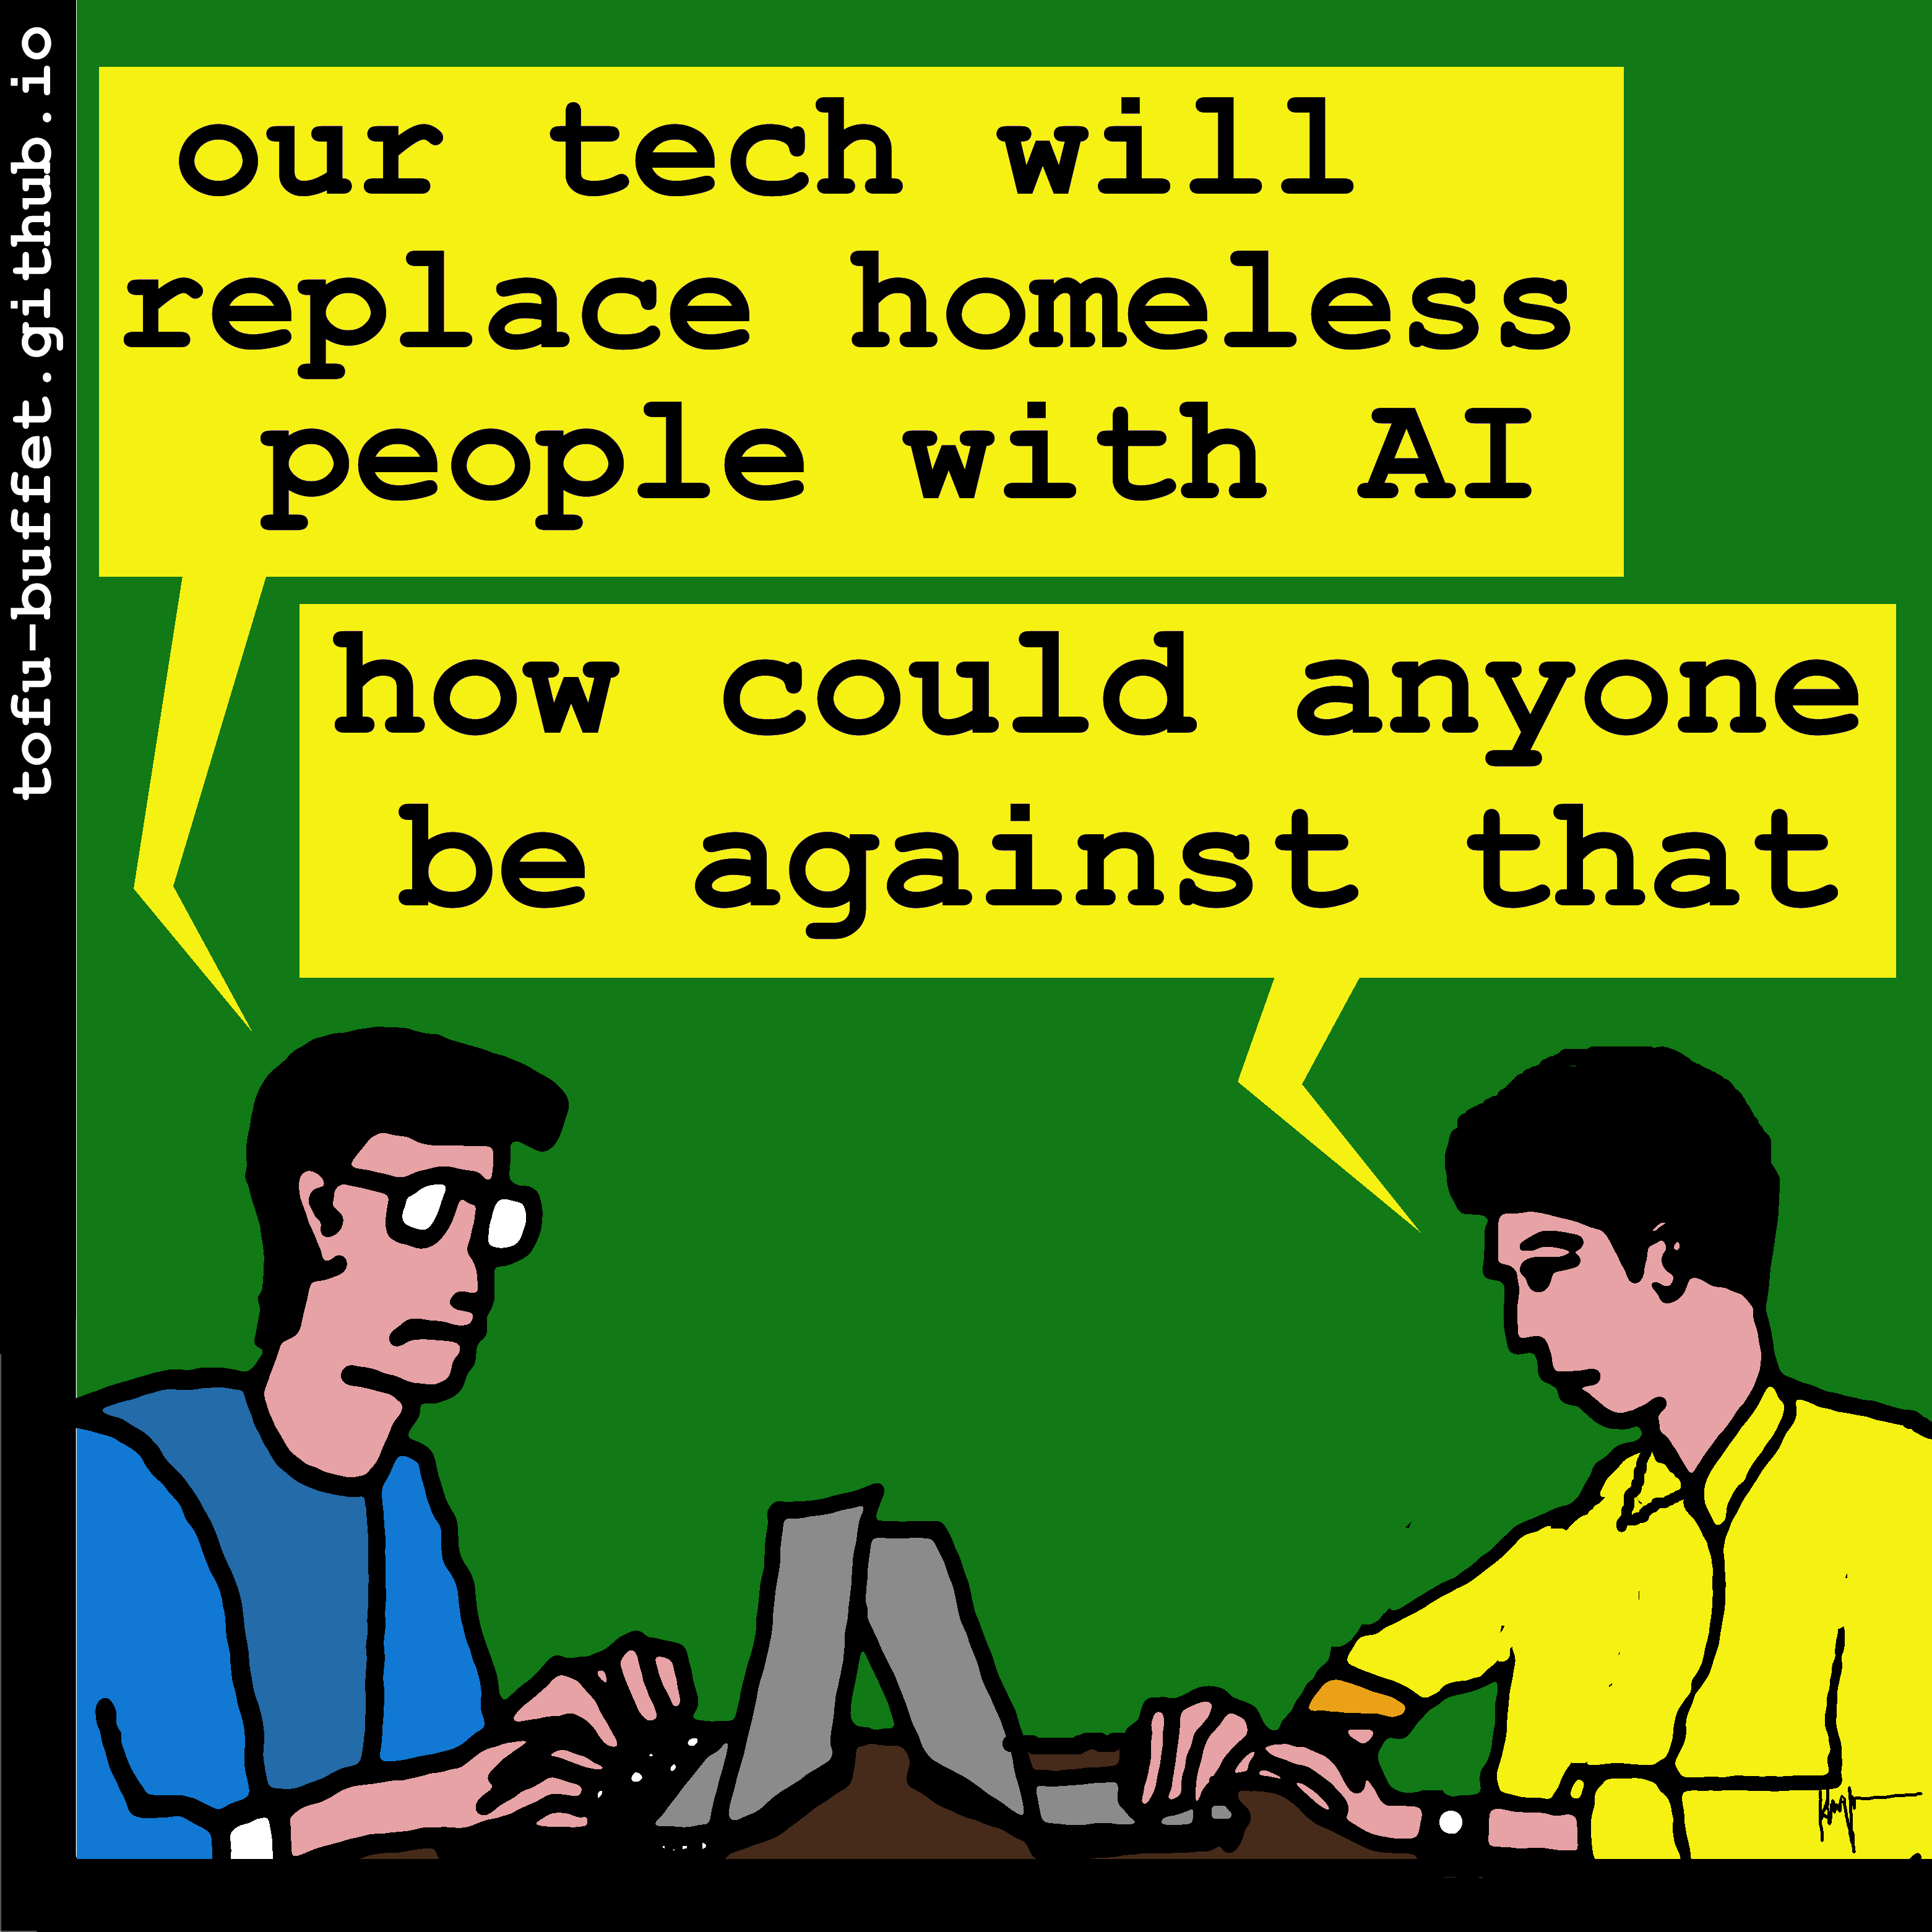 tofu-buffet.github.io
our tech will
replace homeless
people with AI
how could anyone
be against that